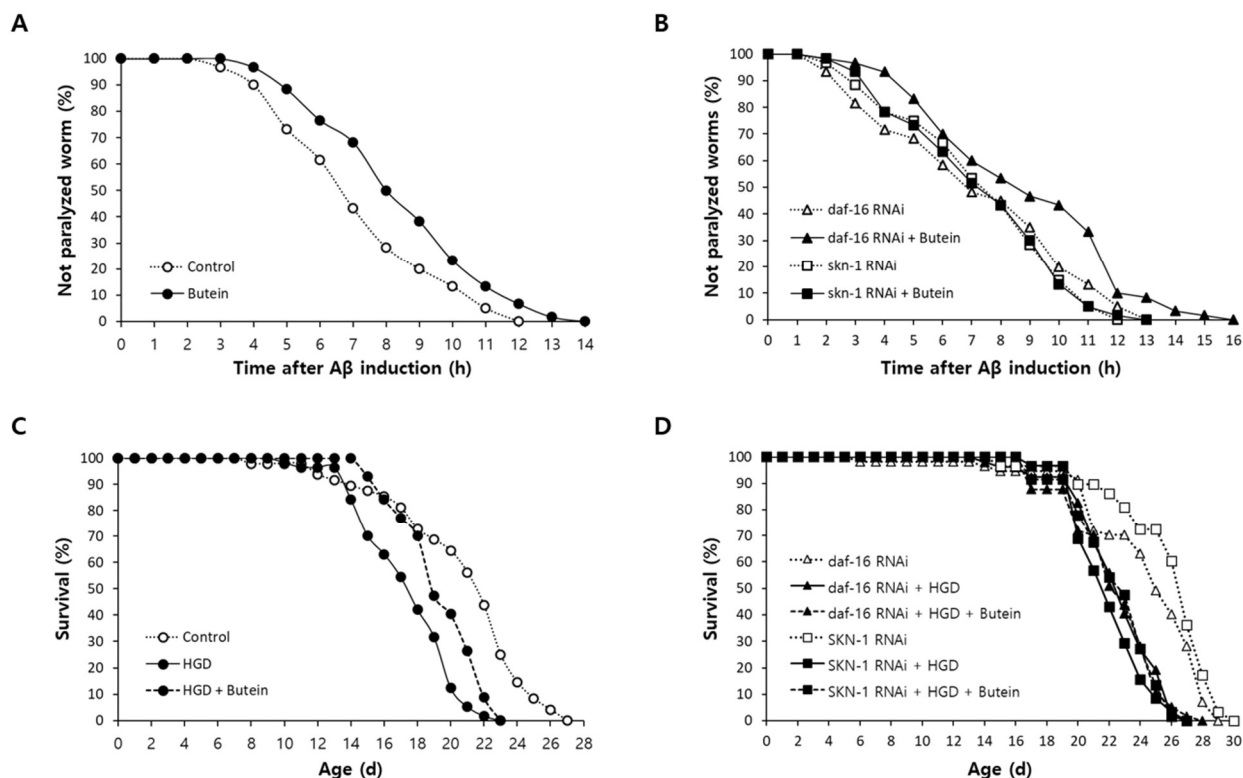 A
Not paralyzed worm (%)
100
90
80
70
60
50
40
30
20
10
0
Control
Butein
0 1 2 3 4 5 6 7 8 9 10 11 12 13 14
Time after Aβ induction (h)
B
Not paralyzed worms (%)
100
90
80
70
60
50
40
30
20
10
0
daf-16 RNAi
daf-16 RNAi + Butein
skn-1 RNAi
skn-1 RNAi + Butein
0 1 2 3 4 5 6 7 8 9 10 11 12 13 14 15 16
Time after Aβ induction (h)
C
Survival (%)
100
90
80
70
60
50
40
30
20
10
0
Control
HGD
HGD + Butein
0 2 4 6 8 10 12 14 16 18 20 22 24 26 28
Age (d)
D
Survival (%)
100
90
80
70
60
50
40
30
20
10
0
daf-16 RNAi
daf-16 RNAi + HGD
daf-16 RNAi + HGD + Butein
SKN-1 RNAi
SKN-1 RNAi + HGD
SKN-1 RNAi + HGD + Butein
0 2 4 6 8 10 12 14 16 18 20 22 24 26 28 30
Age (d)